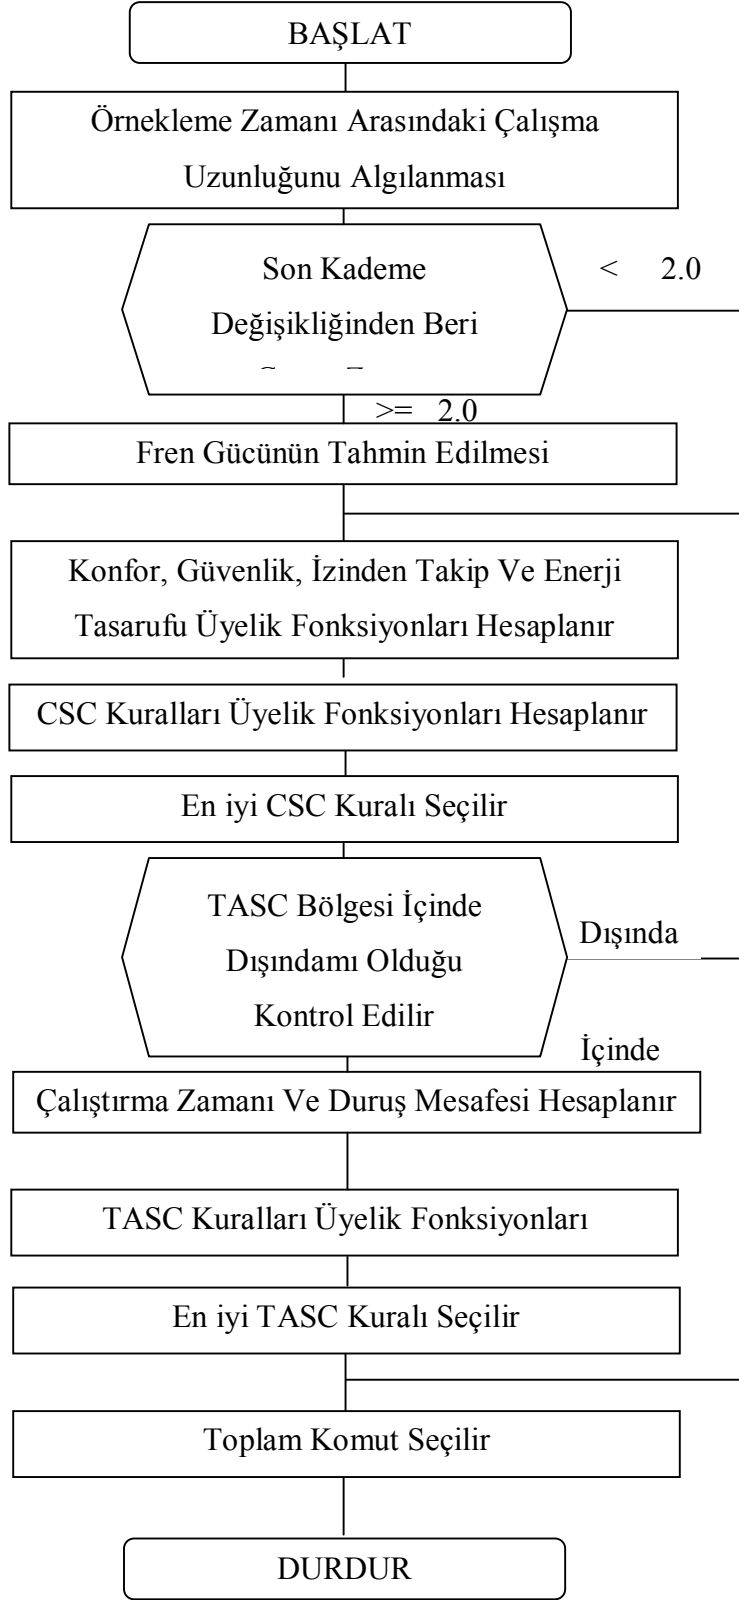 BAŞLAT
Örnekleme Zamanı Arasındaki Çalışma
Uzunluğunu Algılanması
Son Kademe
Değişikliğinden Beri
< 2.0
>= 2.0
Fren Gücünün Tahmin Edilmesi
Konfor, Güvenlik, İzinden Takip Ve Enerji
Tasarufu Üyelik Fonksiyonları Hesaplanır
CSC Kuralları Üyelik Fonksiyonları Hesaplanır
En iyi CSC Kuralı Seçilir
TASC Bölgesi İçinde
Dışındamı Olduğu
Kontrol Edilir
Dışında
İçinde
Çalıştırma Zamanı Ve Duruş Mesafesi Hesaplanır
TASC Kuralları Üyelik Fonksiyonları
En iyi TASC Kuralı Seçilir
Toplam Komut Seçilir
DURDUR